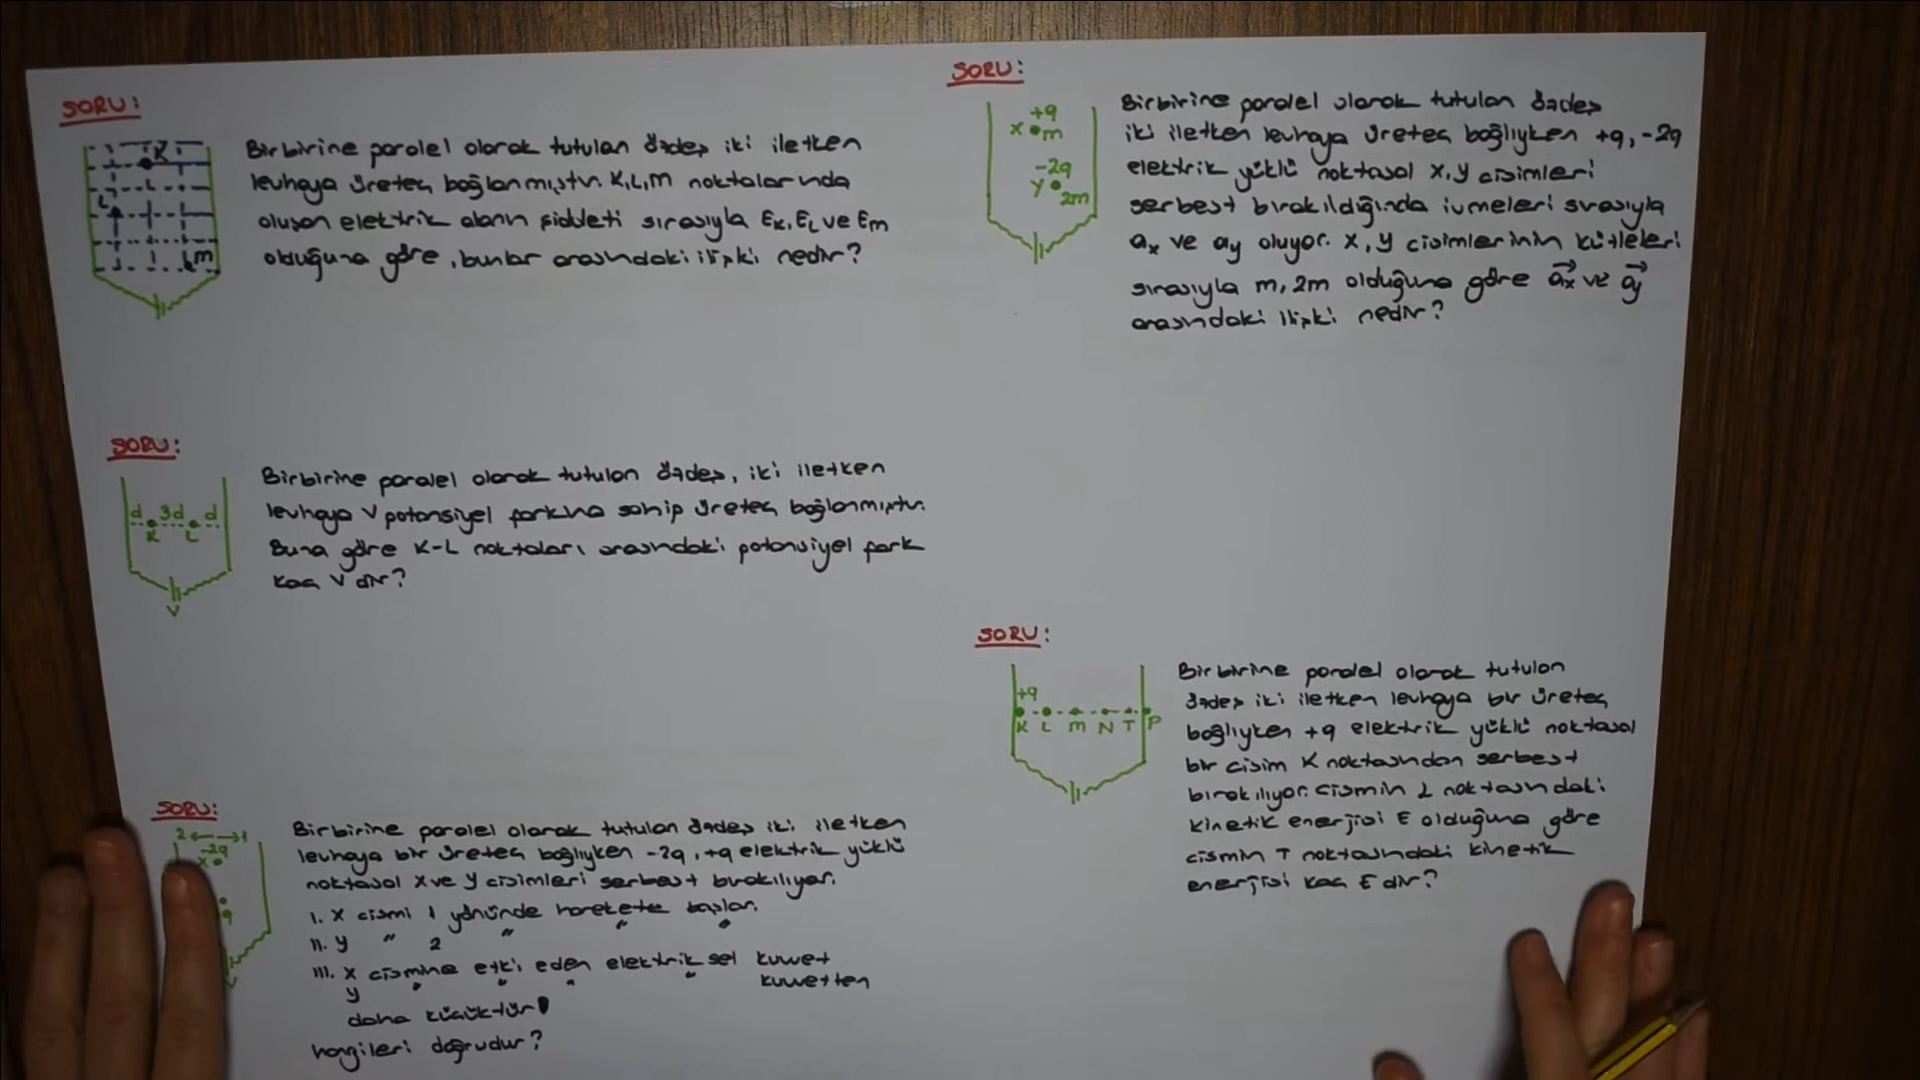 SORU:
K
L
M
Birbirine paralel olarak tutulan özdeş iki iletken
levhaya üreteç bağlanmıştır. K, L, M noktalarında
oluşan elektrik alanın şiddeti sırasıyla EK, EL ve EM
olduğuna göre, bunlar arasındaki ilişki nedir?
SORU:
d 3d d
K L
V
Birbirine paralel olarak tutulan özdeş, iki iletken
levhaya V potansiyel farkına sahip üreteç bağlanmıştır.
Buna göre K-L noktaları arasındaki potansiyel fark
kaç V dir?
SORU:
2 1
-2q
X
q
Birbirine paralel olarak tutulan özdeş iki iletken
levhaya bir üreteç bağlıyken -2q, +q elektrik yüklü
noktasal X ve Y cisimleri serbest bırakılıyor.
I. X cismi 1 yönünde harekete başlar.
II. Y " 2 " " "
III. X cismine etki eden elektriksel kuvvet
Y " " " " kuvvetten
daha küçüktür.
hangileri doğrudur?
SORU:
+q
X m
-2q
Y 2m
Birbirine paralel olarak tutulan özdeş
iki iletken levhaya üreteç bağlıyken +q, -2q
elektrik yüklü noktasal X, Y cisimleri
serbest bırakıldığında ivmeleri sırasıyla
ax ve ay oluyor. X, Y cisimlerinin kütleleri
sırasıyla m, 2m olduğuna göre ax ve ay
arasındaki ilişki nedir?
SORU:
+q
K L M N T P
Birbirine paralel olarak tutulan
özdeş iki iletken levhaya bir üreteç
bağlıyken +q elektrik yüklü noktasal
bir cisim K noktasından serbest
bırakılıyor. Cismin L noktasındaki
kinetik enerjisi E olduğuna göre
cismin T noktasındaki kinetik
enerjisi kaç E dir?